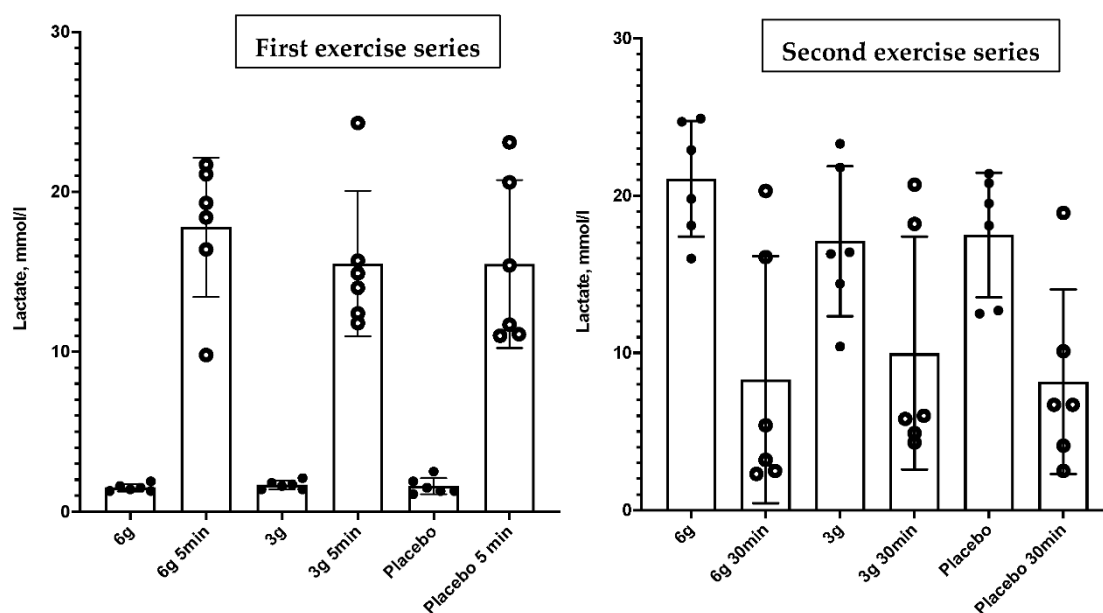 First exercise series
Lactate, mmol/l
30
20
10
0
6g
6g 5min
3g
3g 5min
Placebo
Placebo 5 min
Second exercise series
Lactate, mmol/l
30
20
10
0
6g
6g 30min
3g
3g 30min
Placebo
Placebo 30min